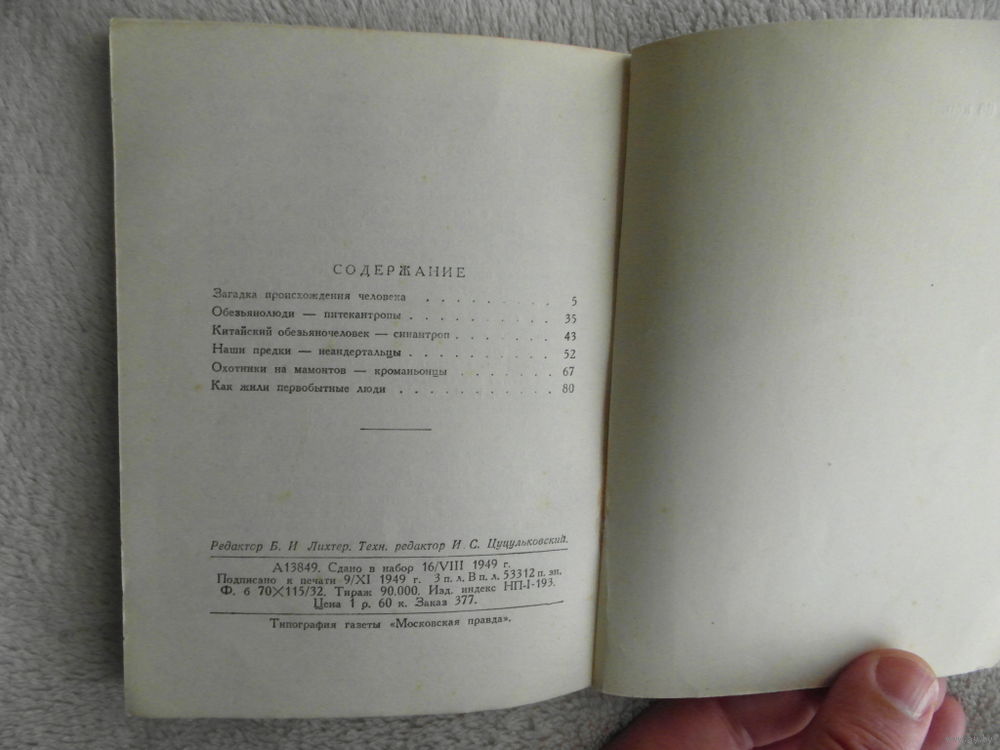 СОДЕРЖАНИЕ
Загадка происхождения человека . . . . . . . . 5
Обезьянолюди — питекантропы . . . . . . . . . 35
Китайский обезьяночеловек — синантроп . . . . . . 43
Наши предки — неандертальцы . . . . . . . . . 52
Охотники на мамонтов — кроманьонцы . . . . . . 67
Как жили первобытные люди . . . . . . . . . . 80
Редактор Б. И Лихтер. Техн. редактор И. С. Цуцульковский.
А13849. Сдано в набор 16/VIII 1949 г.
Подписано к печати 9/XI 1949 г. 3 п. л. В п. л. 53312 п. зн.
Ф. б 70×115/32. Тираж 90.000. Изд. индекс НП-I-193.
Цена 1 р. 60 к. Заказ 377.
Типография газеты «Московская правда».